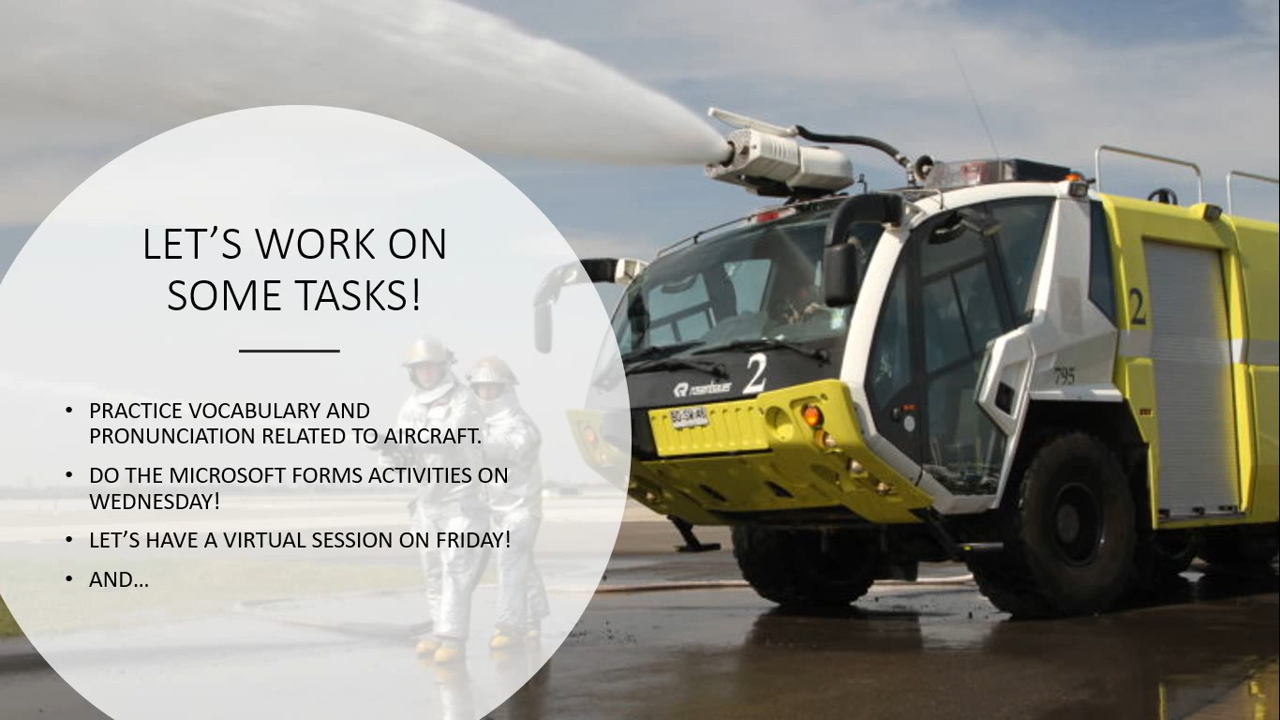 LET'S WORK ON
SOME TASKS!
• PRACTICE VOCABULARY AND
PRONUNCIATION RELATED TO AIRCRAFT.
• DO THE MICROSOFT FORMS ACTIVITIES ON
WEDNESDAY!
• LET'S HAVE A VIRTUAL SESSION ON FRIDAY!
• AND...
2
795
rosenbauer
2